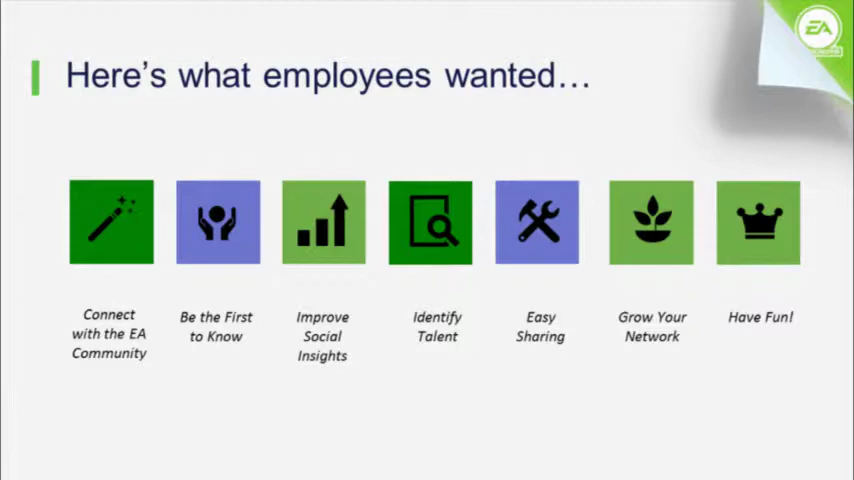 EA
Here's what employees wanted...
Connect
with the EA
Community
Be the First
to Know
Improve
Social
Insights
Identify
Talent
Easy
Sharing
Grow Your
Network
Have Fun!